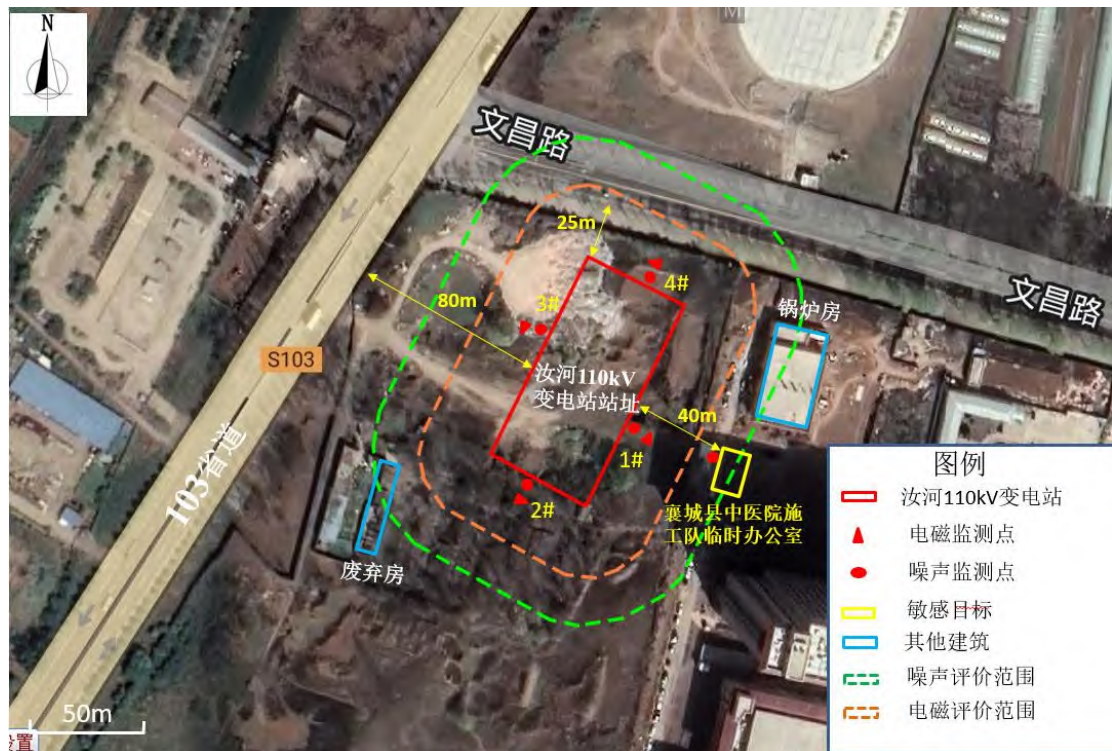 N
M
文昌路
25m
4#
3#
80m
锅炉房
文昌路
S103
汝河110kV
变电站站址
40m
1#
103省道
2#
襄城县中医院施
工队临时办公室
废弃房
50m
设置
图例
汝河110kV变电站
电磁监测点
噪声监测点
敏感目标
其他建筑
噪声评价范围
电磁评价范围